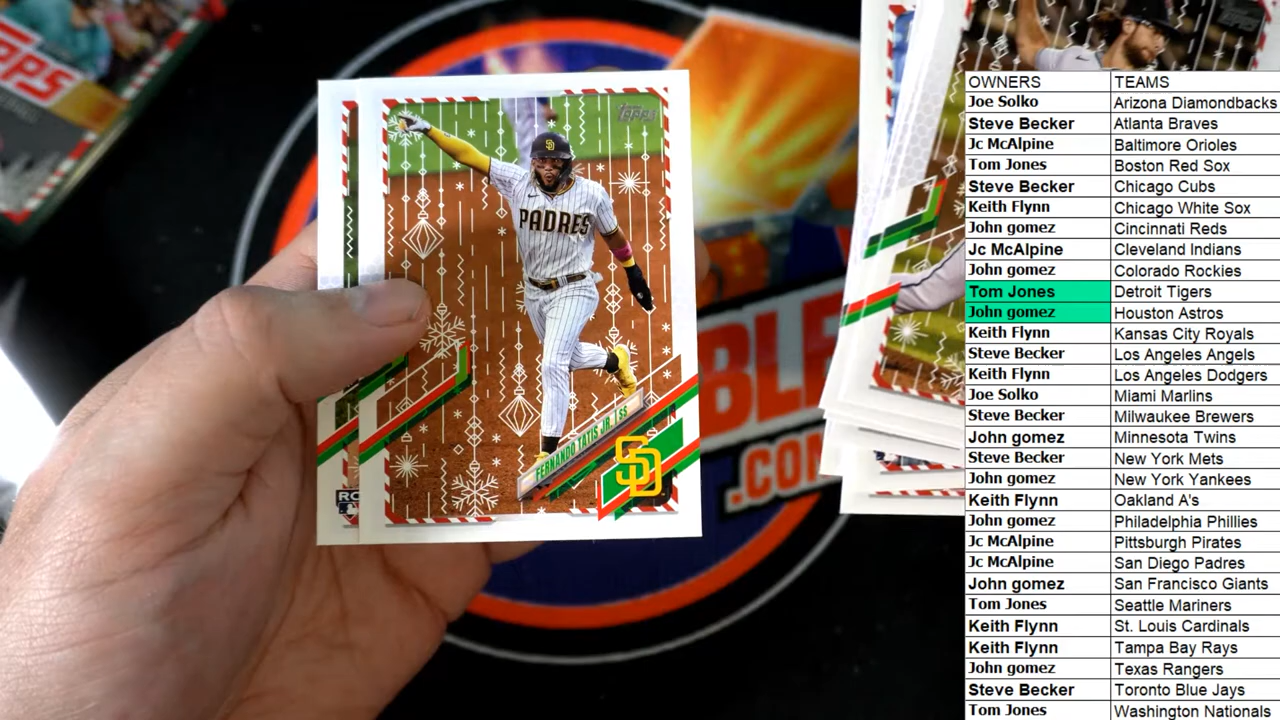 TOPPS
PADRES
SD
FERNANDO TATIS JR. | SS
SD
RC
BLE
.COM
OWNERS TEAMS
Joe Solko Arizona Diamondbacks
Steve Becker Atlanta Braves
Jc McAlpine Baltimore Orioles
Tom Jones Boston Red Sox
Steve Becker Chicago Cubs
Keith Flynn Chicago White Sox
John gomez Cincinnati Reds
Jc McAlpine Cleveland Indians
John gomez Colorado Rockies
Tom Jones Detroit Tigers
John gomez Houston Astros
Keith Flynn Kansas City Royals
Steve Becker Los Angeles Angels
Keith Flynn Los Angeles Dodgers
Joe Solko Miami Marlins
Steve Becker Milwaukee Brewers
John gomez Minnesota Twins
Steve Becker New York Mets
John gomez New York Yankees
Keith Flynn Oakland A's
John gomez Philadelphia Phillies
Jc McAlpine Pittsburgh Pirates
Jc McAlpine San Diego Padres
John gomez San Francisco Giants
Tom Jones Seattle Mariners
Keith Flynn St. Louis Cardinals
Keith Flynn Tampa Bay Rays
John gomez Texas Rangers
Steve Becker Toronto Blue Jays
Tom Jones Washington Nationals